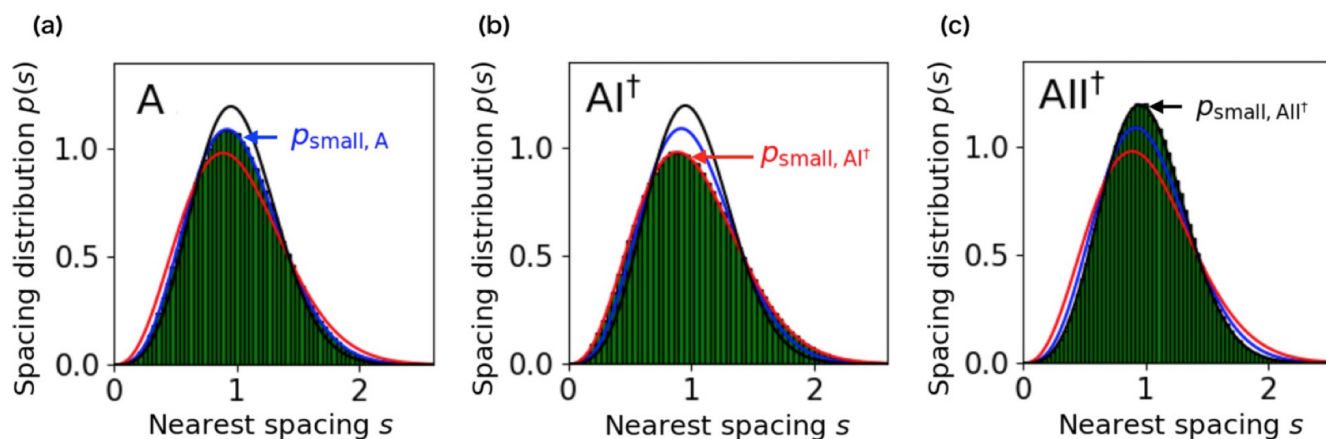 (a)
(b)
(c)
Spacing distribution p(s)
1.0
0.5
0.0
A
p_small, A
0 1 2
Nearest spacing s
Spacing distribution p(s)
1.0
0.5
0.0
AI†
p_small, AI†
0 1 2
Nearest spacing s
Spacing distribution p(s)
1.0
0.5
0.0
AII†
p_small, AII†
0 1 2
Nearest spacing s